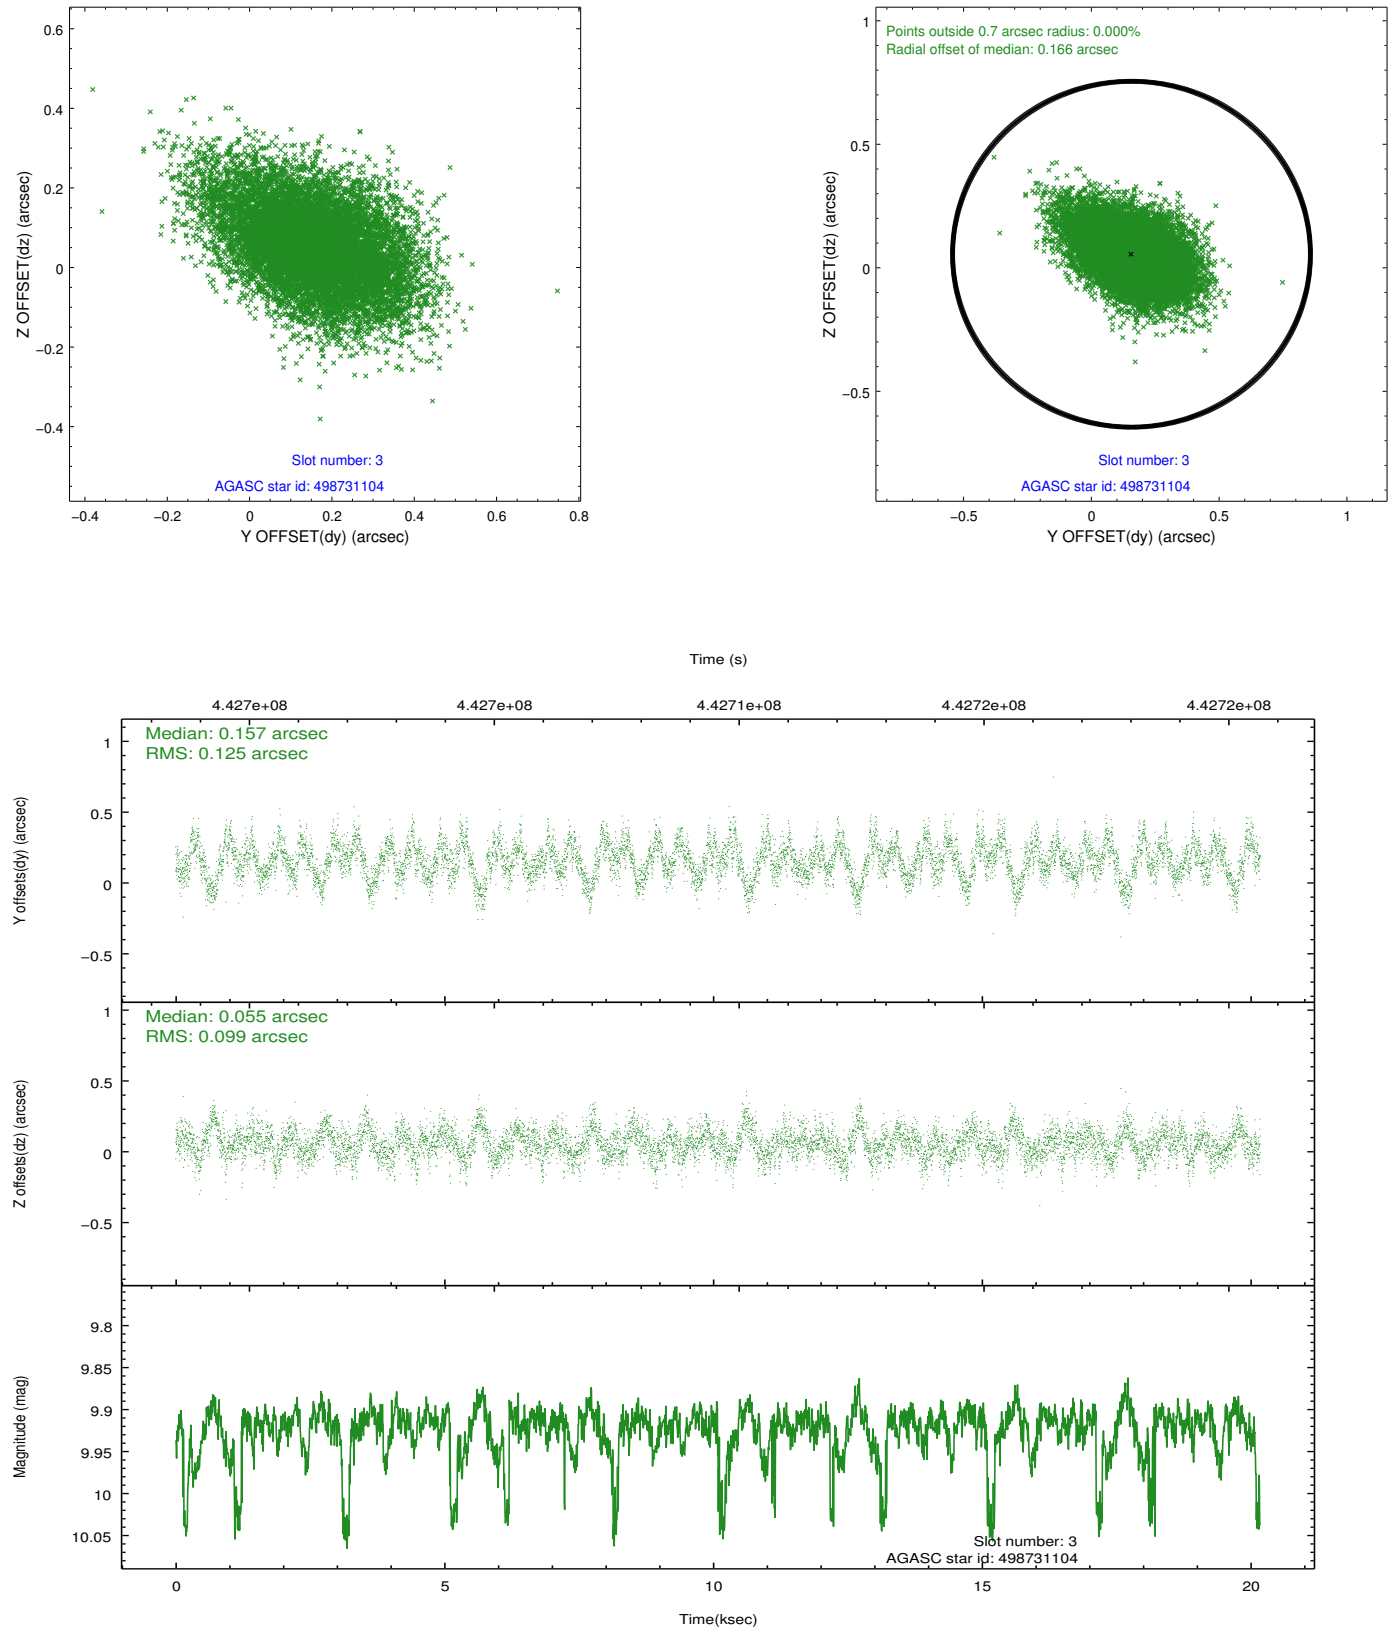 0.6
0.4
0.2
0
−0.2
−0.4
Z OFFSET(dz) (arcsec)
Slot number: 3
AGASC star id: 498731104
−0.4 −0.2 0 0.2 0.4 0.6 0.8
Y OFFSET(dy) (arcsec)
1
0.5
0
−0.5
Z OFFSET(dz) (arcsec)
Points outside 0.7 arcsec radius: 0.000%
Radial offset of median: 0.166 arcsec
Slot number: 3
AGASC star id: 498731104
−0.5 0 0.5 1
Y OFFSET(dy) (arcsec)
Time (s)
4.427e+08 4.427e+08 4.4271e+08 4.4272e+08 4.4272e+08
Median: 0.157 arcsec
RMS: 0.125 arcsec
1
0.5
0
−0.5
Y offsets(dy) (arcsec)
Median: 0.055 arcsec
RMS: 0.099 arcsec
1
0.5
0
−0.5
Z offsets(dz) (arcsec)
9.8
9.85
9.9
9.95
10
10.05
Magnitude (mag)
Slot number: 3
AGASC star id: 498731104
0 5 10 15 20
Time(ksec)